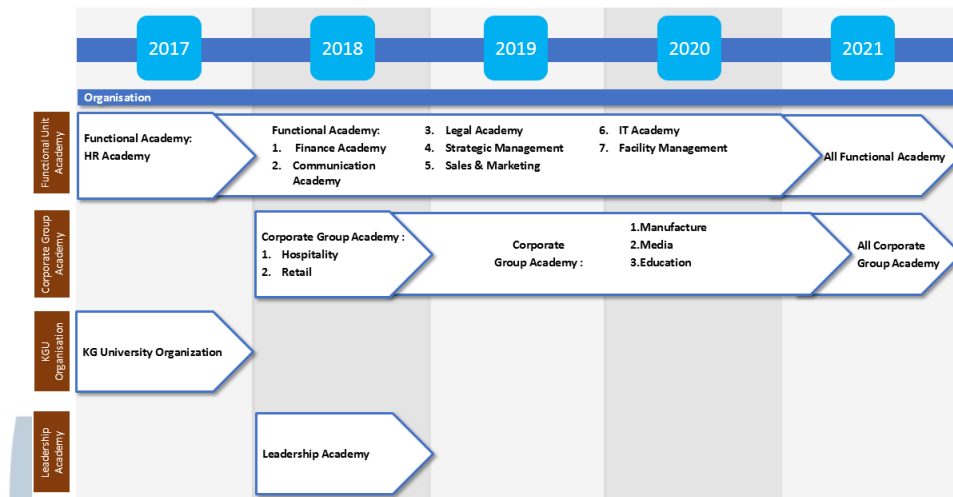 2017
2018
2019
2020
2021
Organisation
Functional Unit
Academy
Functional Academy:
HR Academy
Functional Academy:
1. Finance Academy
2. Communication
Academy
3. Legal Academy
4. Strategic Management
5. Sales & Marketing
6. IT Academy
7. Facility Management
All Functional Academy
Corporate Group
Academy
Corporate Group Academy :
1. Hospitality
2. Retail
Corporate
Group Academy :
1.Manufacture
2.Media
3.Education
All Corporate
Group Academy
KGU
Organisation
KG University Organization
Leadership
Academy
Leadership Academy